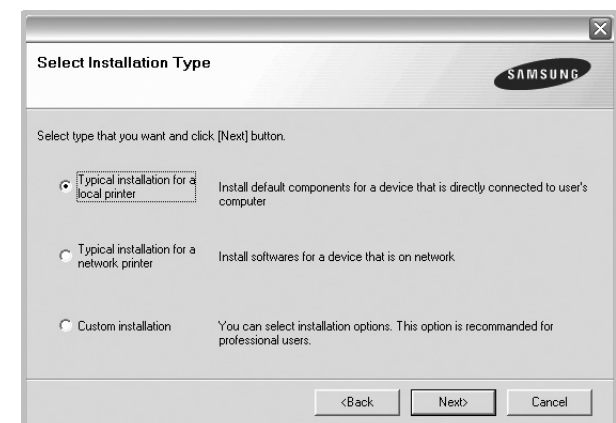 Select Installation Type
SAMSUNG
Select type that you want and click [Next] button.
Typical installation for a
local printer
Install default components for a device that is directly connected to user's
computer
Typical installation for a
network printer
Install softwares for a device that is on network
Custom installation
You can select installation options. This option is recommanded for
professional users.
<Back
Next>
Cancel